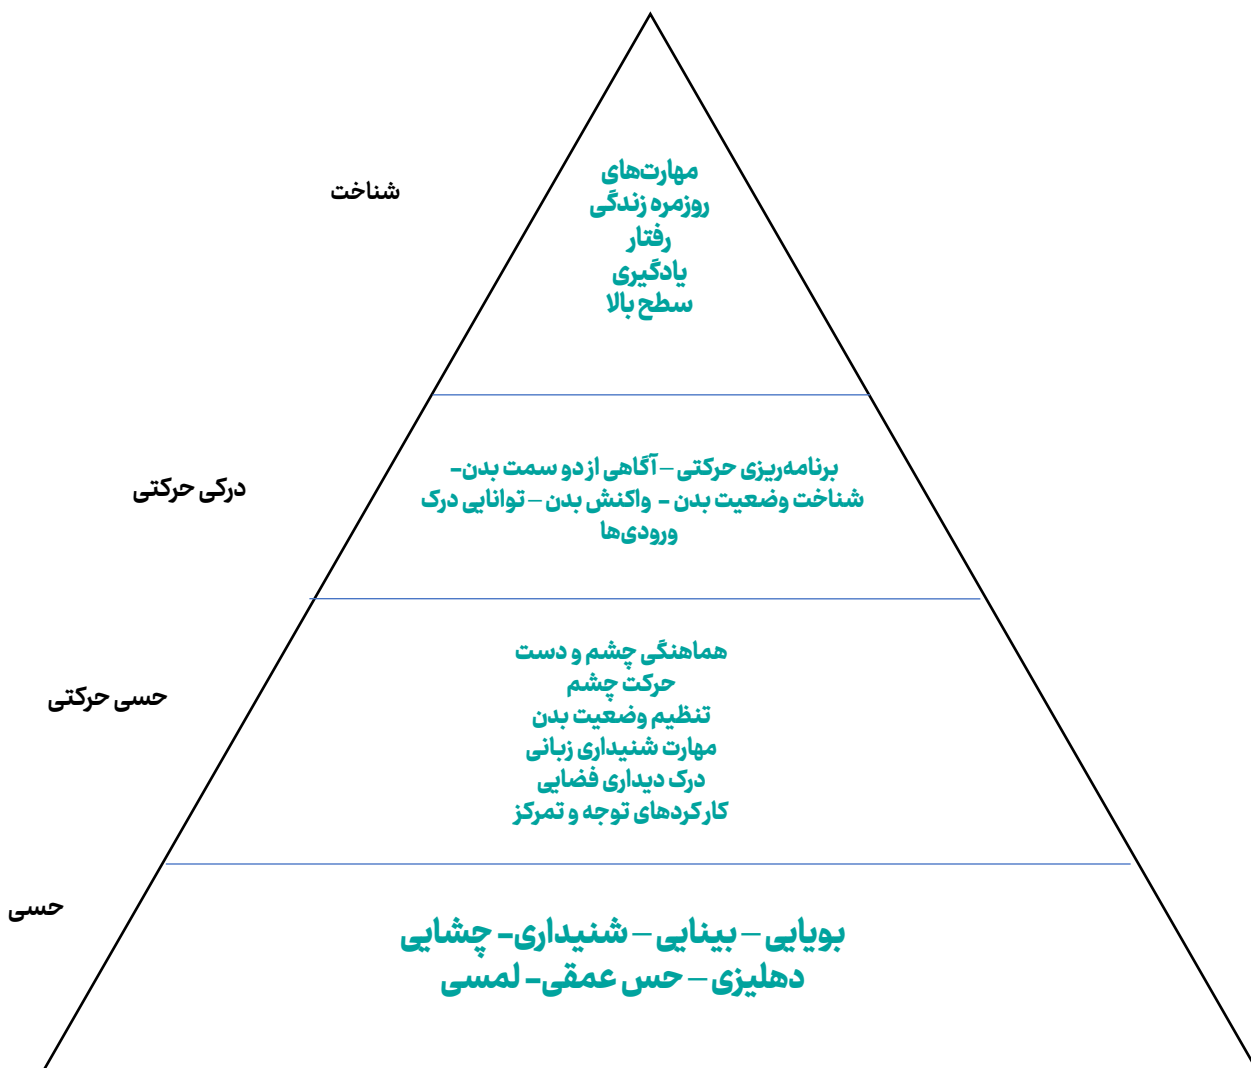 شناخت
مهارت‌های
روزمره زندگی
رفتار
یادگیری
سطح بالا
درکی حرکتی
برنامه‌ریزی حرکتی – آگاهی از دو سمت بدن-
شناخت وضعیت بدن - واکنش بدن – توانایی درک
ورودی‌ها
حسی حرکتی
هماهنگی چشم و دست
حرکت چشم
تنظیم وضعیت بدن
مهارت شنیداری زبانی
درک دیداری فضایی
کارکردهای توجه و تمرکز
حسی
بویایی – بینایی – شنیداری- چشایی
دهلیزی – حس عمقی- لمسی